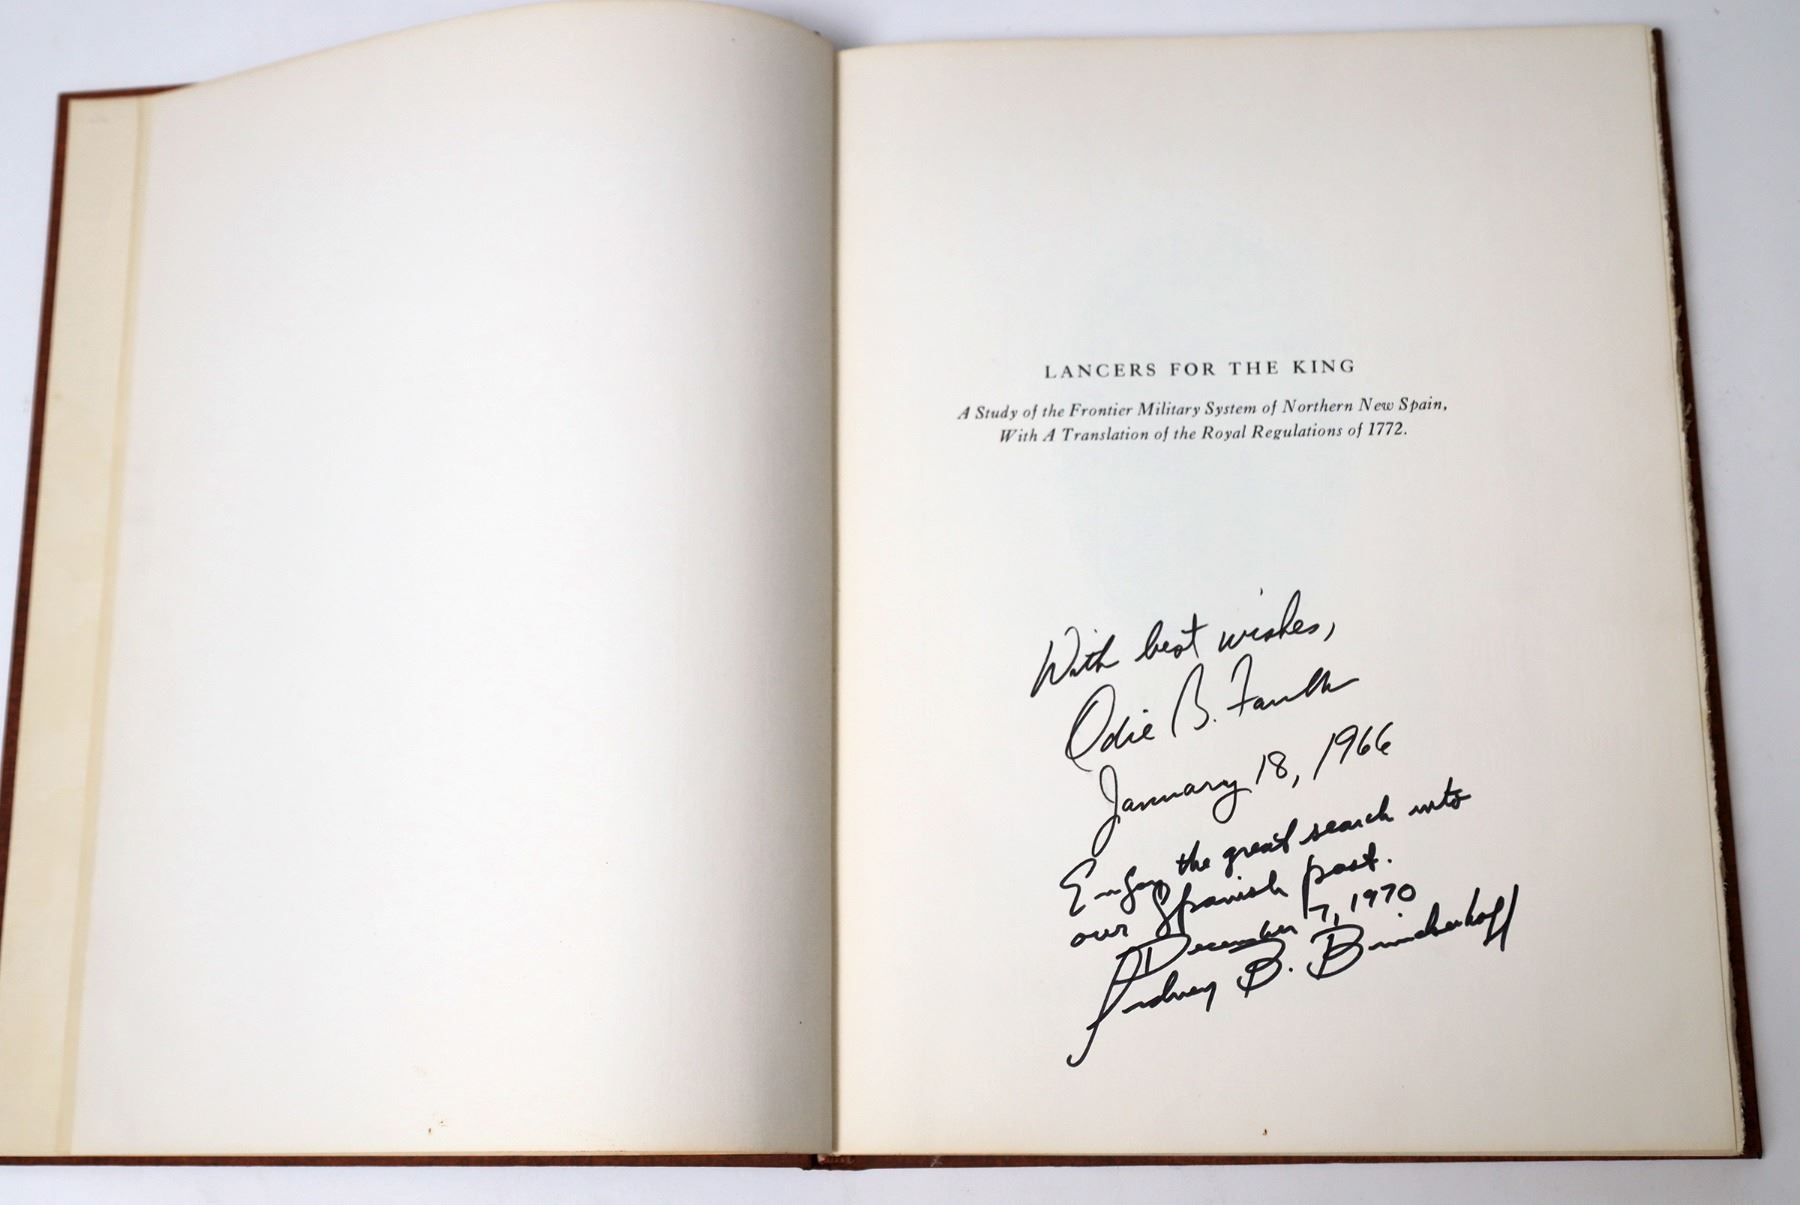 LANCERS FOR THE KING
A Study of the Frontier Military System of Northern New Spain,
With A Translation of the Royal Regulations of 1772.
With best wishes,
Odie B. Faulk
January 18, 1966
Enjoy the great search into
our Spanish past.
December 7, 1970
Sidney B. Brinckerhoff